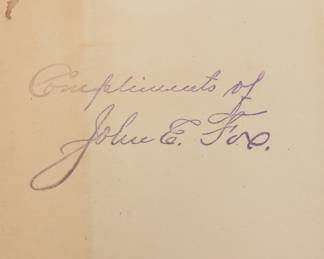 Compliments of
John E. Fox.